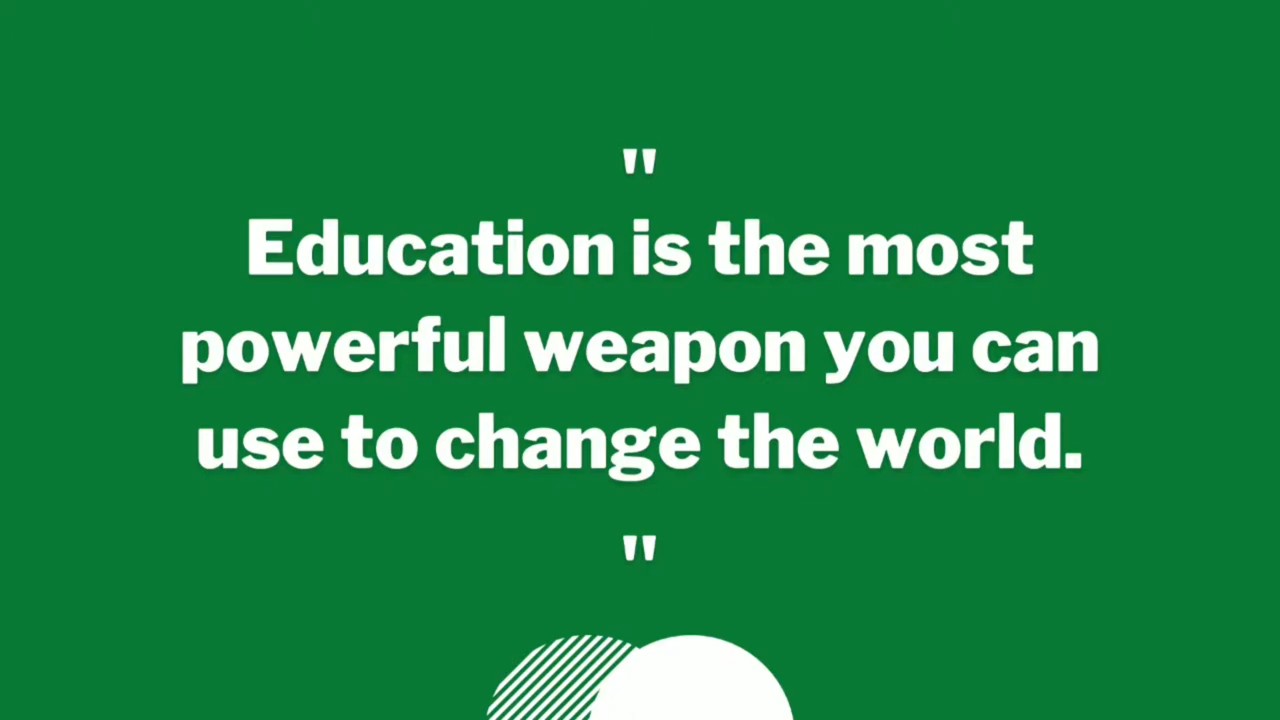 "
Education is the most
powerful weapon you can
use to change the world.
"